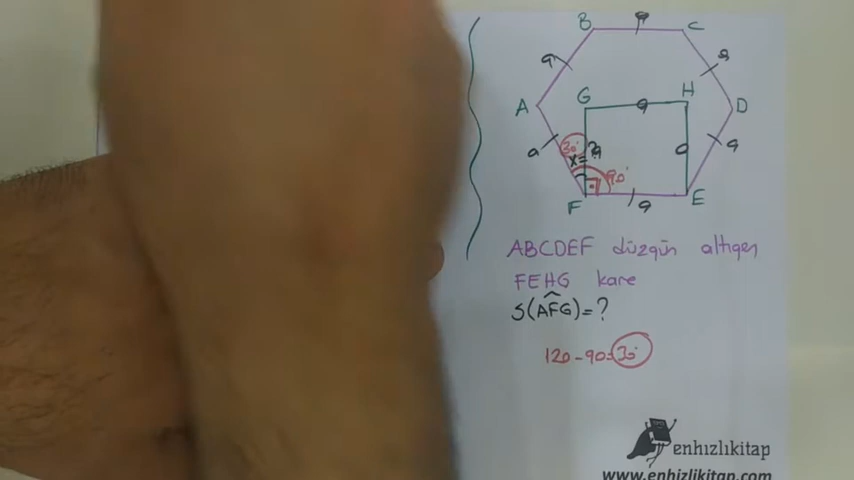 B a C
a a
G H
A a D
30° ?
a x = a a a
90°
F a E
ABCDEF düzgün altıgen
FEHG kare
S(AFG)=?
120-90=30°
enhızlıkitap
www.enhizlikitap.com